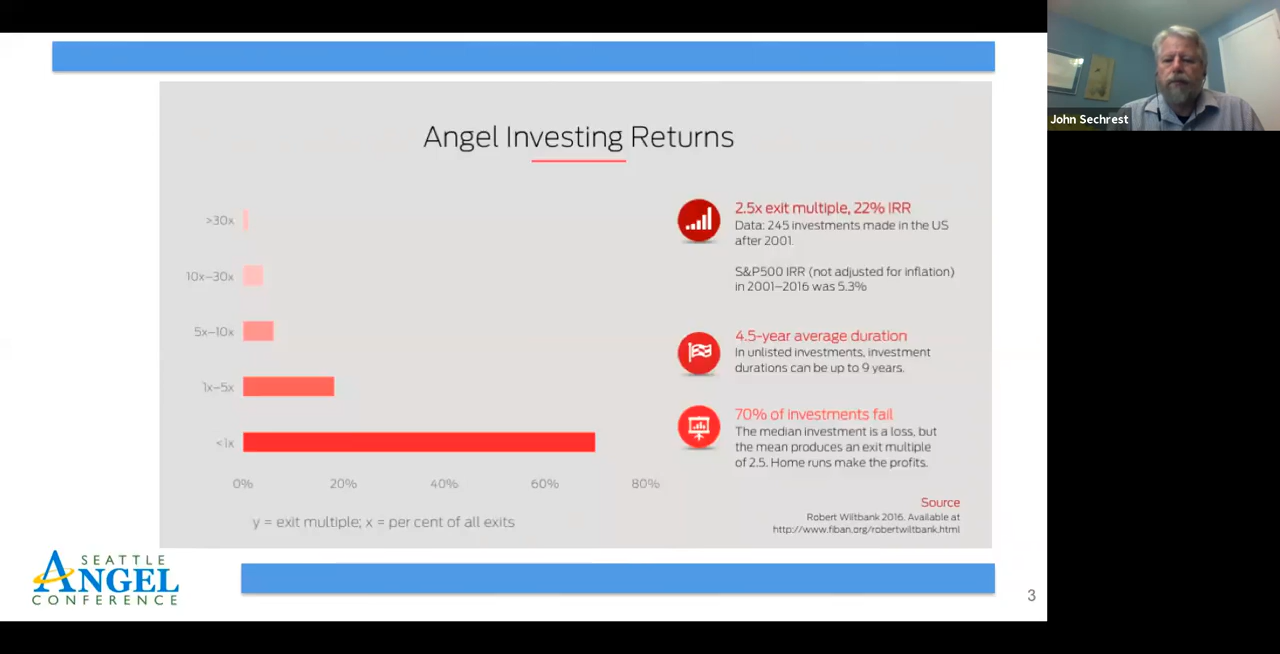 Angel Investing Returns
>30x
10x–30x
5x–10x
1x–5x
<1x
0%
20%
40%
60%
80%
y = exit multiple; x = per cent of all exits
2.5x exit multiple, 22% IRR
Data: 245 investments made in the US
after 2001.
S&P500 IRR (not adjusted for inflation)
in 2001–2016 was 5.3%
4.5-year average duration
In unlisted investments, investment
durations can be up to 9 years.
70% of investments fail
The median investment is a loss, but
the mean produces an exit multiple
of 2.5. Home runs make the profits.
Source
Robert Wiltbank 2016. Available at
http://www.fiban.org/robertwiltbank.html
SEATTLE
ANGEL
CONFERENCE
3
John Sechrest